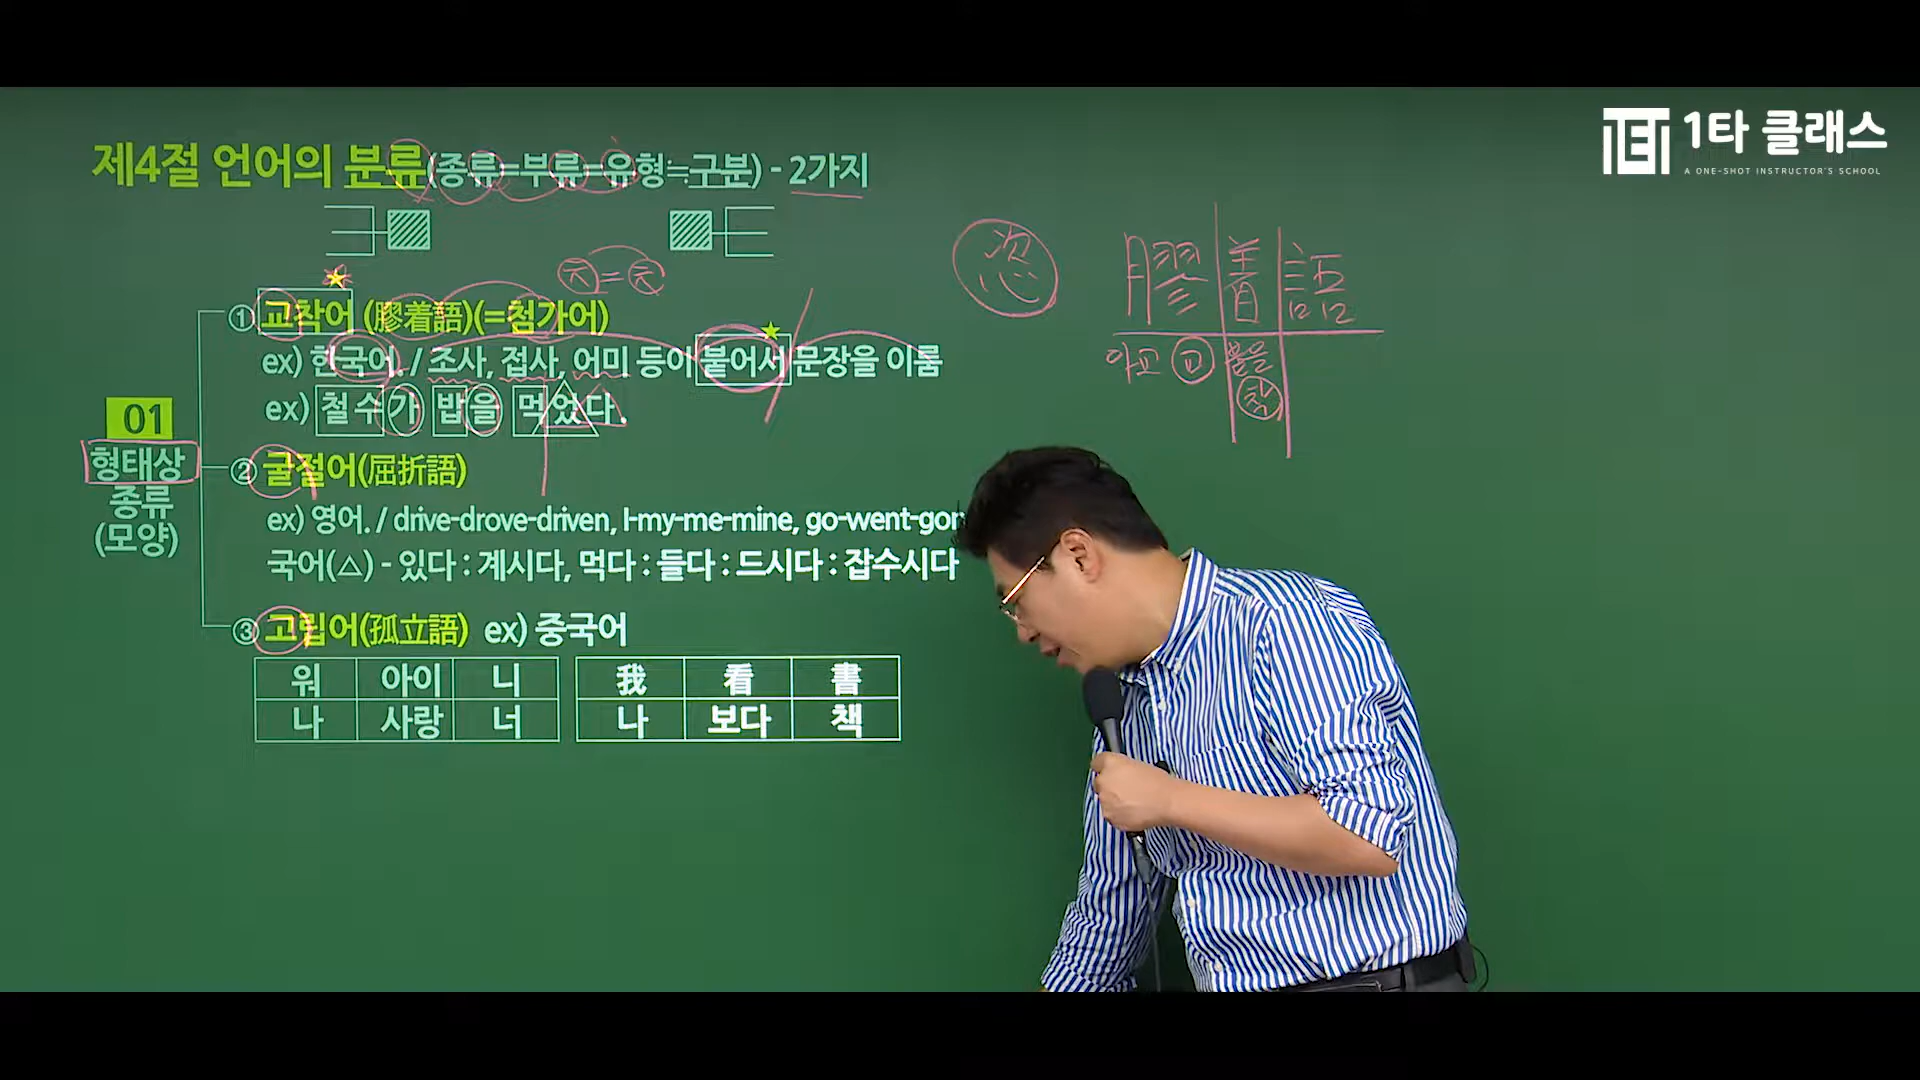 1타 클래스
A ONE-SHOT INSTRUCTOR'S SCHOOL
제4절 언어의 분류(종류=부류=유형≒구분) - 2가지
ㅈ = ㅊ
① 교착어 (膠着語)(=첨가어)
ex) 한국어. / 조사, 접사, 어미 등이 붙어서 문장을 이룸
ex) 철수가 밥을 먹었다.
01
형태상
종류
(모양)
② 굴절어(屈折語)
ex) 영어. / drive-drove-driven, I-my-me-mine, go-went-gon
국어(△) - 있다 : 계시다, 먹다 : 들다 : 드시다 : 잡수시다
③ 고립어(孤立語) ex) 중국어
워 아이 니
나 사랑 너
我 看 書
나 보다 책
膠 着 語
아교 교 붙을
착